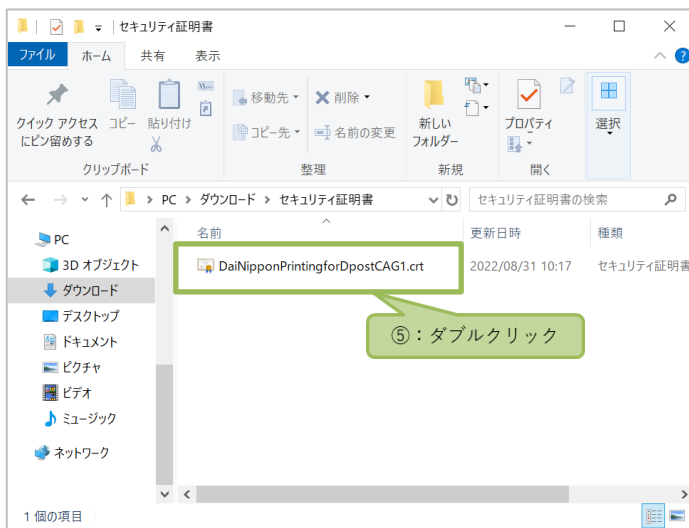 セキュリティ証明書
ファイル ホーム 共有 表示
クイック アクセス
にピン留めする
コピー
貼り付け
移動先
コピー先
削除
名前の変更
新しい
フォルダー
プロパティ
選択
クリップボード 整理 新規 開く
PC > ダウンロード > セキュリティ証明書
セキュリティ証明書の検索
名前 更新日時 種類
PC
3D オブジェクト
ダウンロード
デスクトップ
ドキュメント
ピクチャ
ビデオ
ミュージック
ネットワーク
DaiNipponPrintingforDpostCAG1.crt 2022/08/31 10:17 セキュリティ証明書
⑤：ダブルクリック
1 個の項目